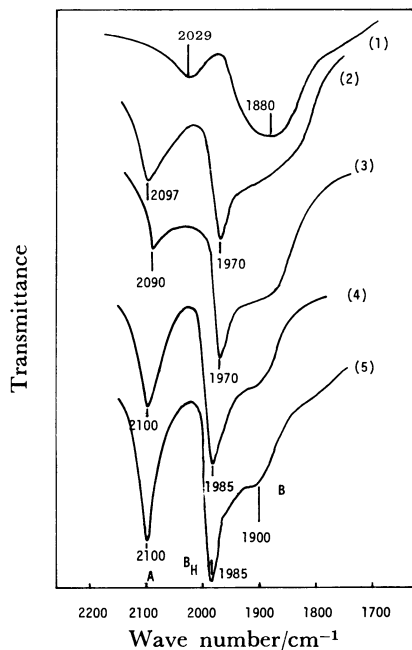 2029
(1)
(2)
1880
2097
1970
(3)
2090
1970
(4)
2100
(5)
1985
B
1900
2100
A
B_H
1985
2200 2100 2000 1900 1800 1700
Wave number/cm⁻¹
Transmittance